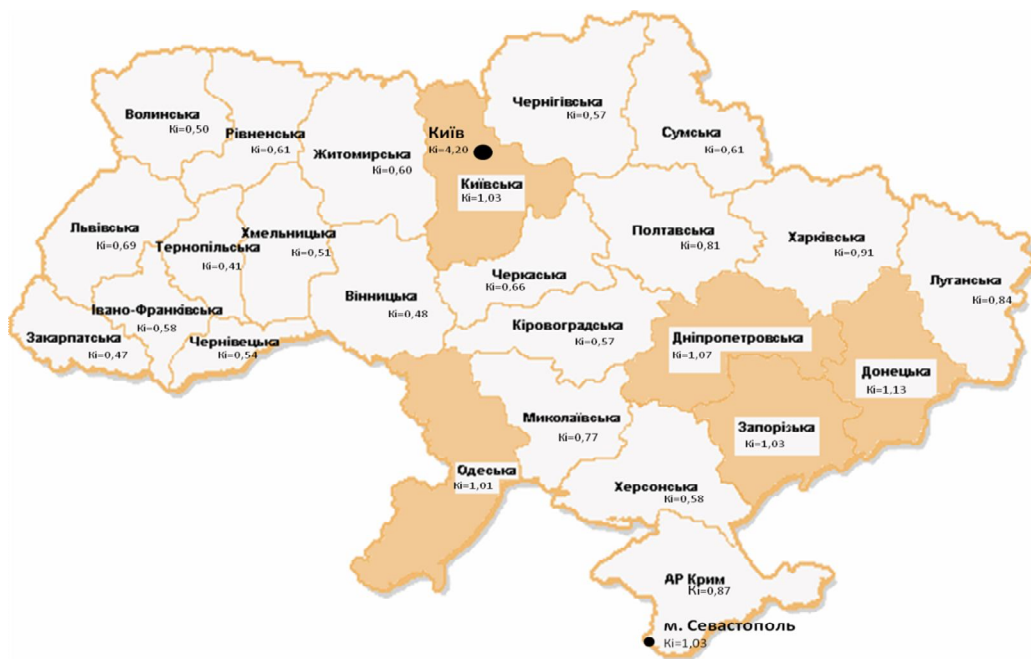 Волинська
Кі=0,50
Рівненська
Кі=0,61
Житомирська
Кі=0,60
Київ
Кі=4,20
Київська
Кі=1,03
Чернігівська
Кі=0,57
Сумська
Кі=0,61
Львівська
Кі=0,69
Тернопільська
Кі=0,41
Хмельницька
Кі=0,51
Вінницька
Кі=0,48
Черкаська
Кі=0,66
Полтавська
Кі=0,81
Харківська
Кі=0,91
Луганська
Кі=0,84
Івано-Франківська
Кі=0,58
Закарпатська
Кі=0,47
Чернівецька
Кі=0,54
Кіровоградська
Кі=0,57
Дніпропетровська
Кі=1,07
Донецька
Кі=1,13
Миколаївська
Кі=0,77
Запорізька
Кі=1,03
Одеська
Кі=1,01
Херсонська
Кі=0,58
АР Крим
Кі=0,87
м. Севастополь
Кі=1,03